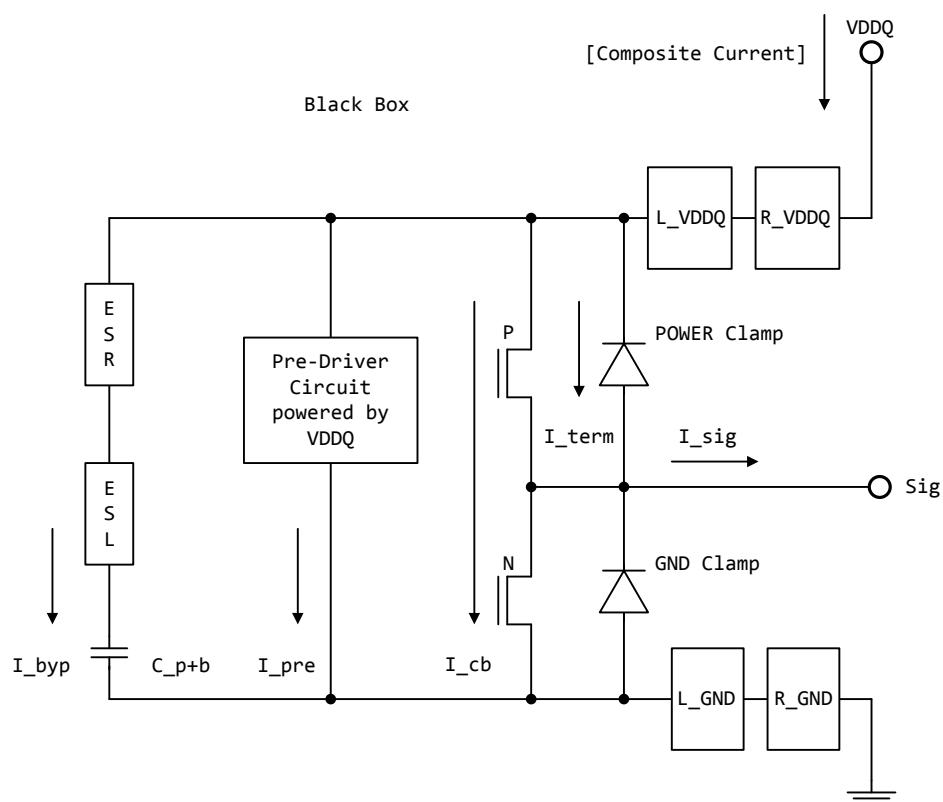 VDDQ
[Composite Current]
Black Box
L_VDDQ
R_VDDQ
E
S
R
P
POWER Clamp
Pre-Driver
Circuit
powered by
VDDQ
I_term
I_sig
E
S
L
Sig
N
GND Clamp
I_byp
C_p+b
I_pre
I_cb
L_GND
R_GND